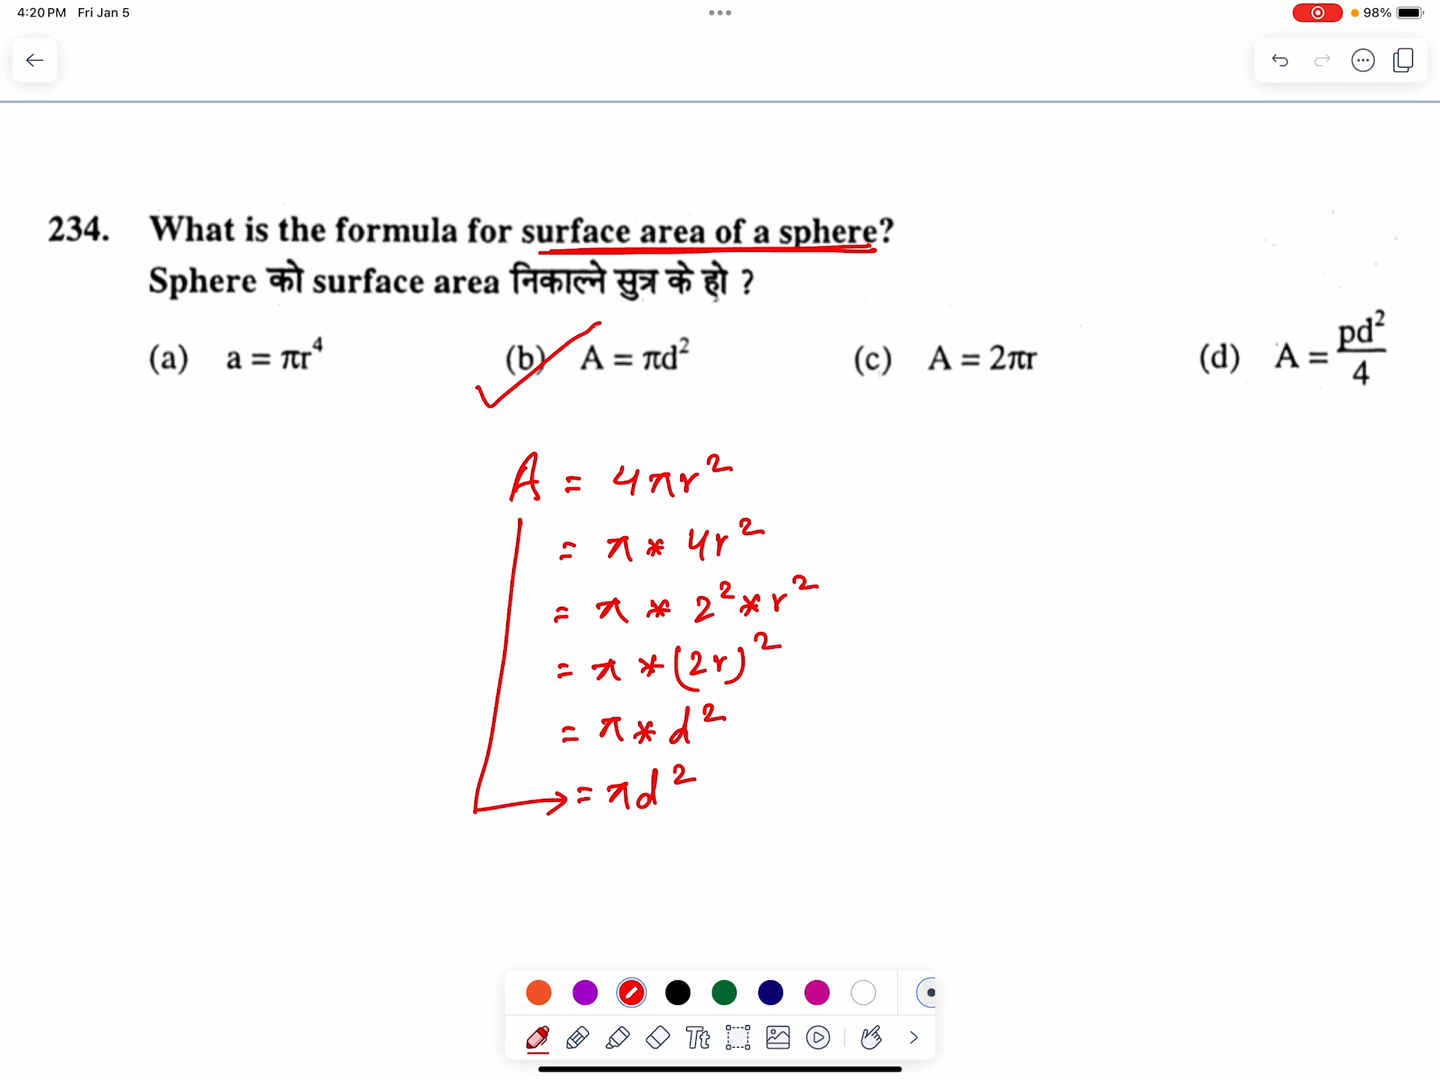 4:20 PM Fri Jan 5
98%
234. What is the formula for surface area of a sphere?
Sphere को surface area निकाल्ने सुत्र के हो ?
(a) a = πr⁴ (b) A = πd² (c) A = 2πr (d) A = pd²/4
A = 4πr²
= π * 4r²
= π * 2² * r²
= π * (2r)²
= π * d²
= πd²
Tt